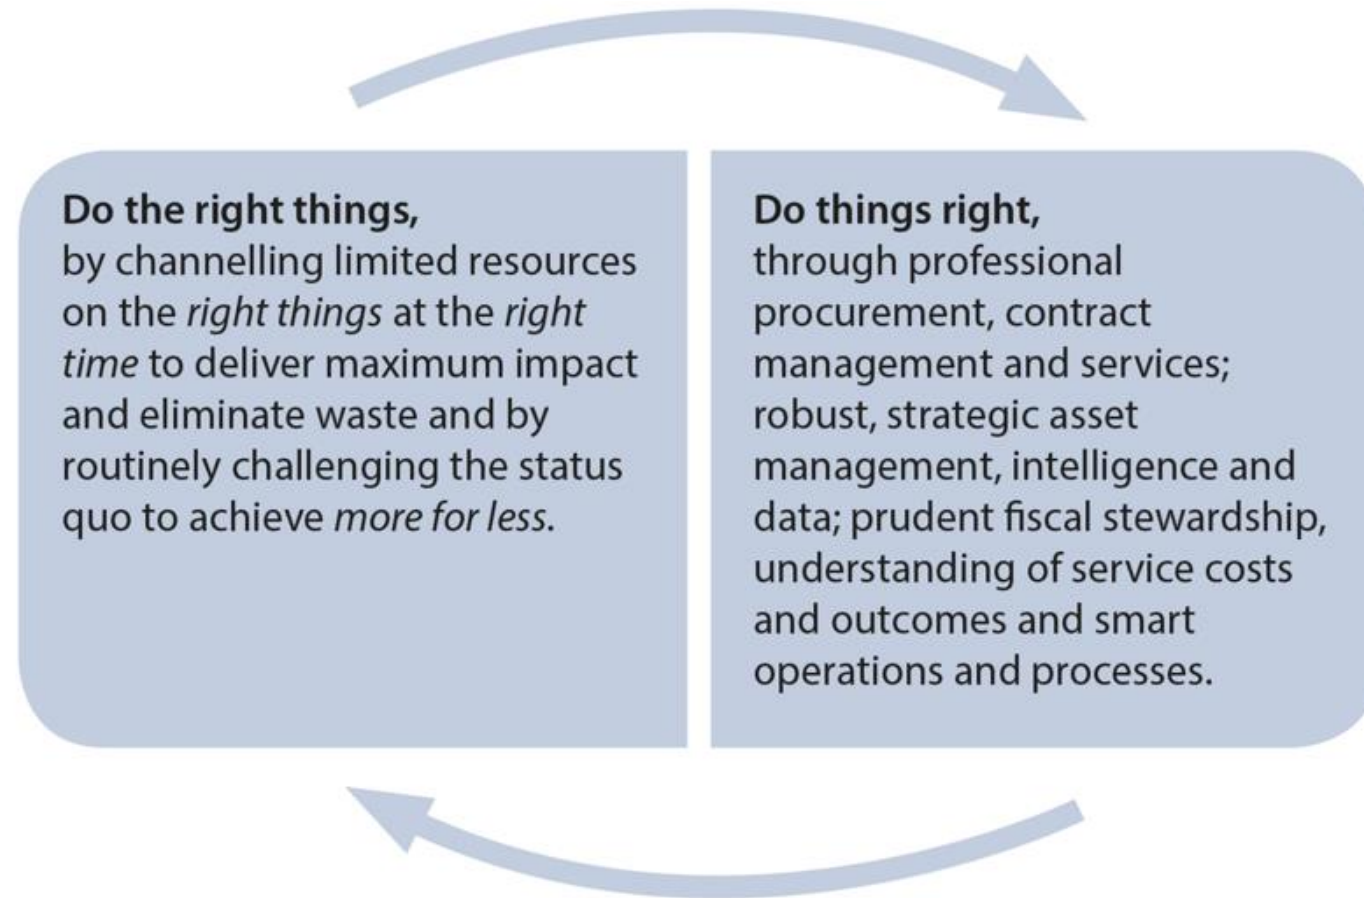 Do the right things,
by channelling limited resources
on the right things at the right
time to deliver maximum impact
and eliminate waste and by
routinely challenging the status
quo to achieve more for less.
Do things right,
through professional
procurement, contract
management and services;
robust, strategic asset
management, intelligence and
data; prudent fiscal stewardship,
understanding of service costs
and outcomes and smart
operations and processes.